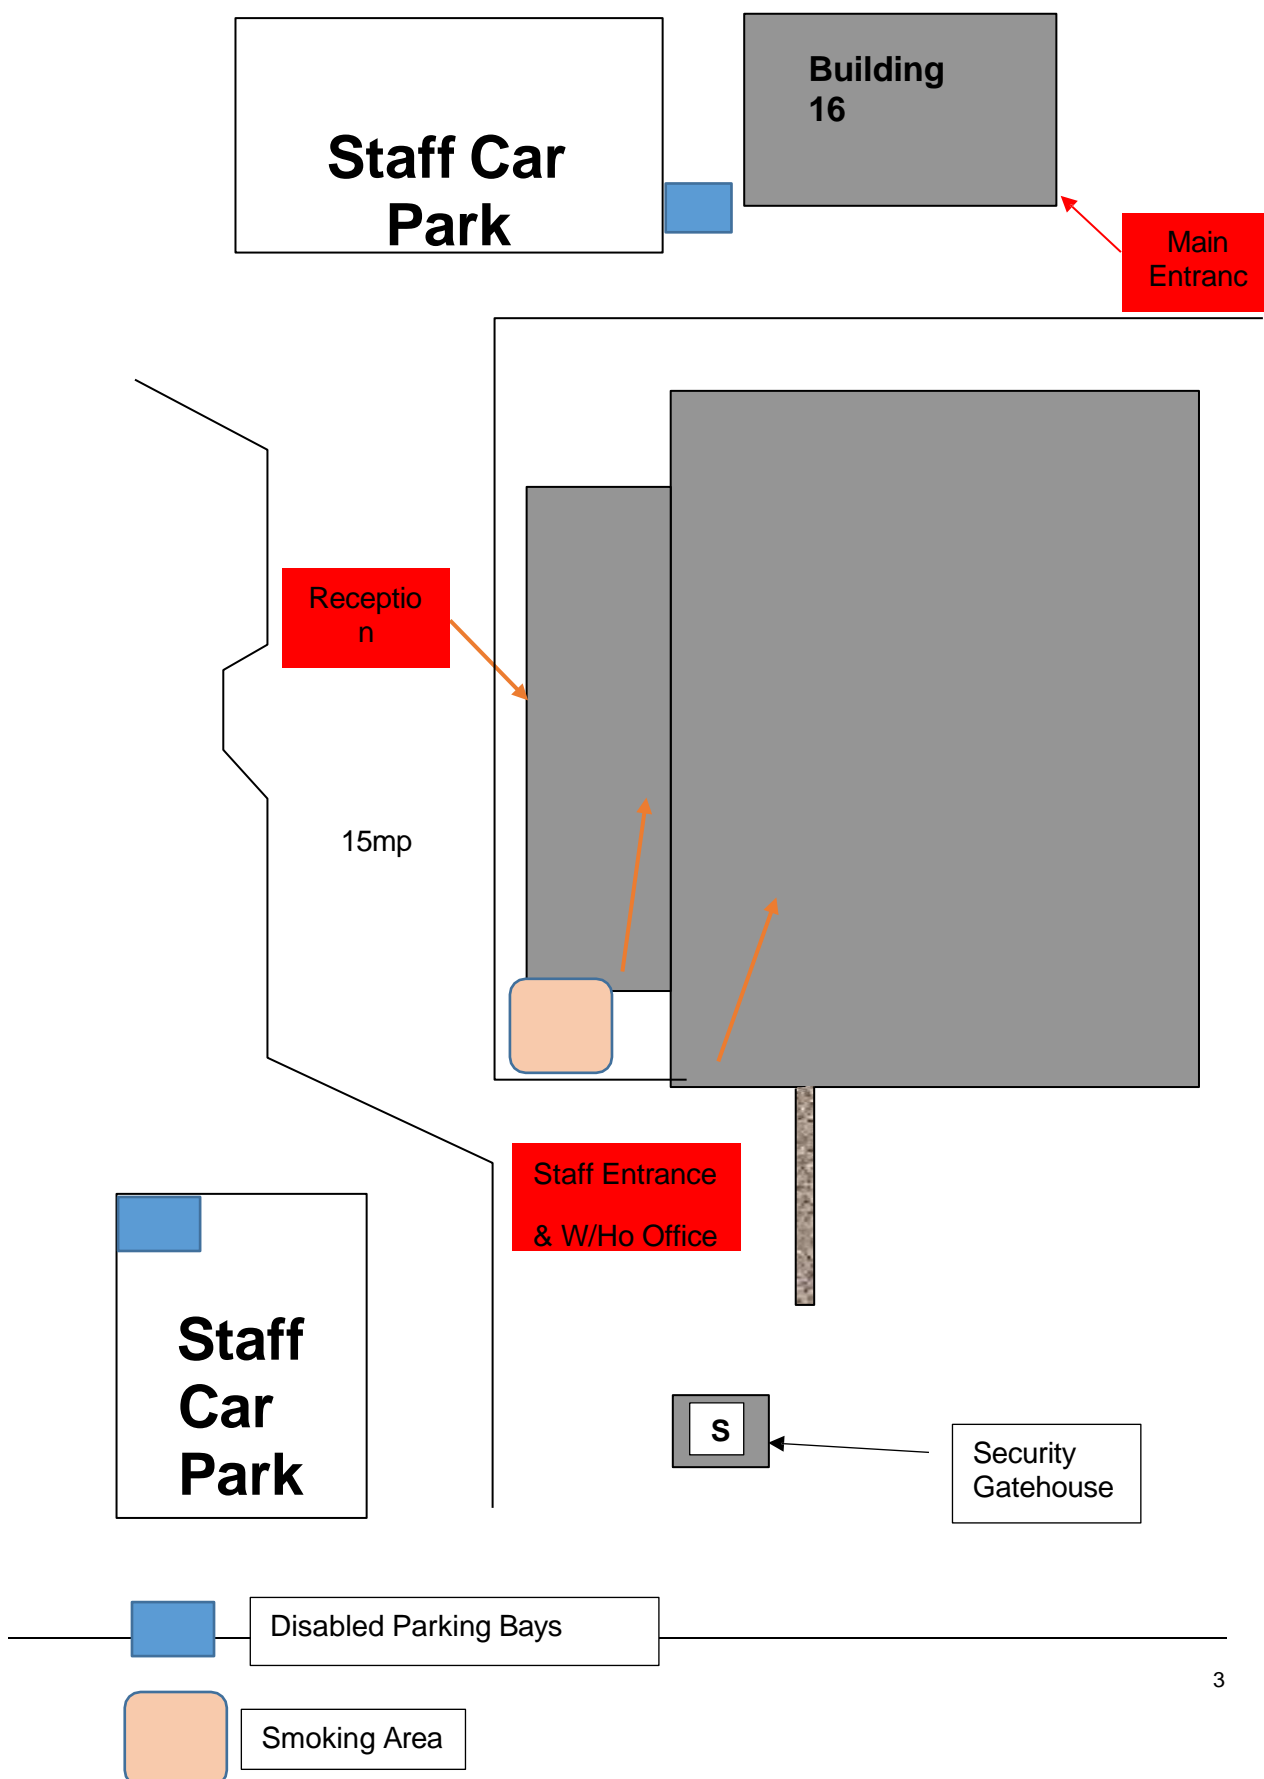 Building
16
Staff Car
Park
Main
Entranc
Receptio
n
15mp
Staff Entrance
& W/Ho Office
Staff
Car
Park
S
Security
Gatehouse
Disabled Parking Bays
3
Smoking Area